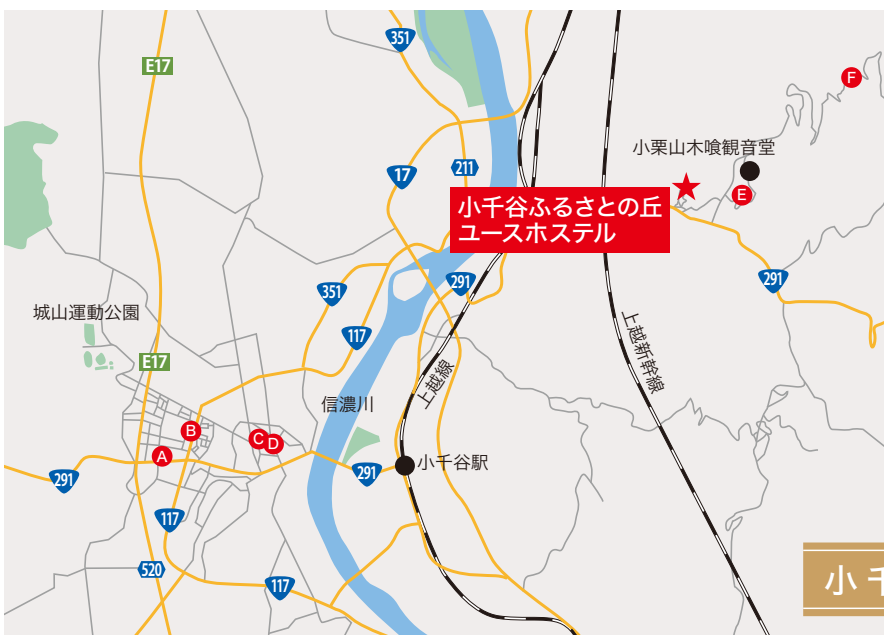 351
E17
F
小栗山木喰観音堂
17
211
E
小千谷ふるさとの丘
ユースホステル
291
291
351
城山運動公園
117
上越新幹線
E17
上越線
信濃川
B
C
D
A
小千谷駅
291
291
117
520
117
小千